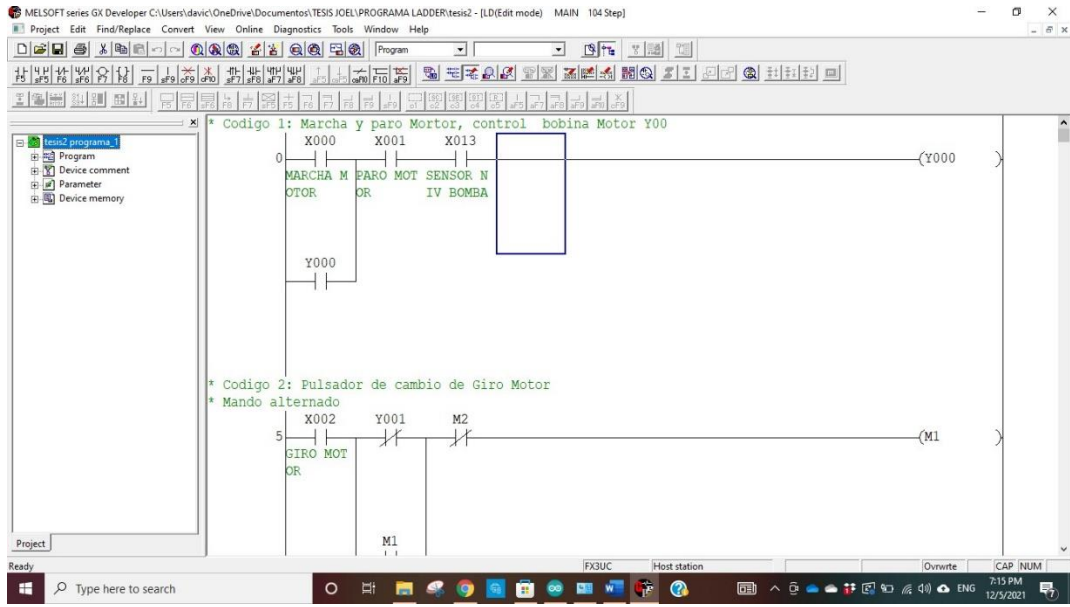 MELSOFT series GX Developer C:\Users\davic\OneDrive\Documentos\TESIS JOEL\PROGRAMA LADDER\tesis2 - [LD(Edit mode) MAIN 104 Step]
Project Edit Find/Replace Convert View Online Diagnostics Tools Window Help
Program
tesis2 programa_1
Program
Device comment
Parameter
Device memory
Project
* Codigo 1: Marcha y paro Mortor, control bobina Motor Y00
X000 X001 X013
0 (Y000 )
MARCHA M PARO MOT SENSOR N
OTOR OR IV BOMBA
Y000
* Codigo 2: Pulsador de cambio de Giro Motor
* Mando alternado
X002 Y001 M2
5 (M1 )
GIRO MOT
OR
M1
Ready FX3UC Host station Ovrwrte CAP NUM
Type here to search ENG 7:15 PM
12/5/2021